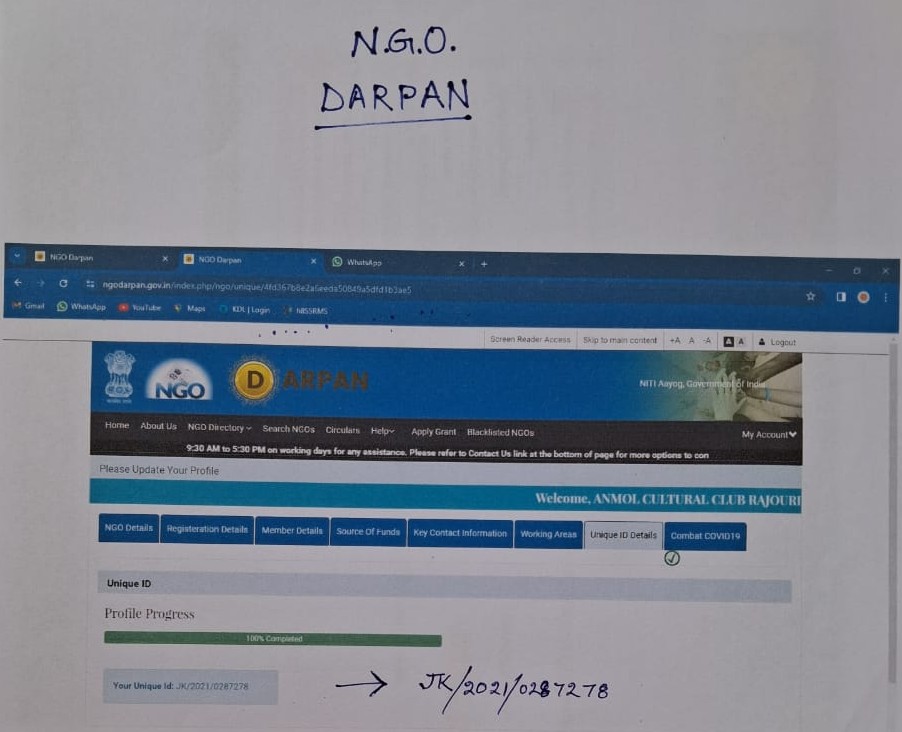 N.G.O.
DARPAN
NGO Darpan
NGO Darpan
WhatsApp
ngodarpan.gov.in/index.php/ngo/unique/
Gmail WhatsApp YouTube Maps KDL | Login
Screen Reader Access Skip to main content +A A -A A A Logout
NGO DARPAN
NITI Aayog, Government of India
Home About Us NGO Directory Search NGOs Circulars Help Apply Grant Blacklisted NGOs My Account
9:30 AM to 5:30 PM on working days for any assistance. Please refer to Contact Us link at the bottom of page for more options to con
Please Update Your Profile
Welcome, ANMOL CULTURAL CLUB RAJOURI
NGO Details Registeration Details Member Details Source Of Funds Key Contact Information Working Areas Unique ID Details Combat COVID19
Unique ID
Profile Progress
100% Completed
Your Unique Id: JK/2021/0287278 → JK/2021/0287278